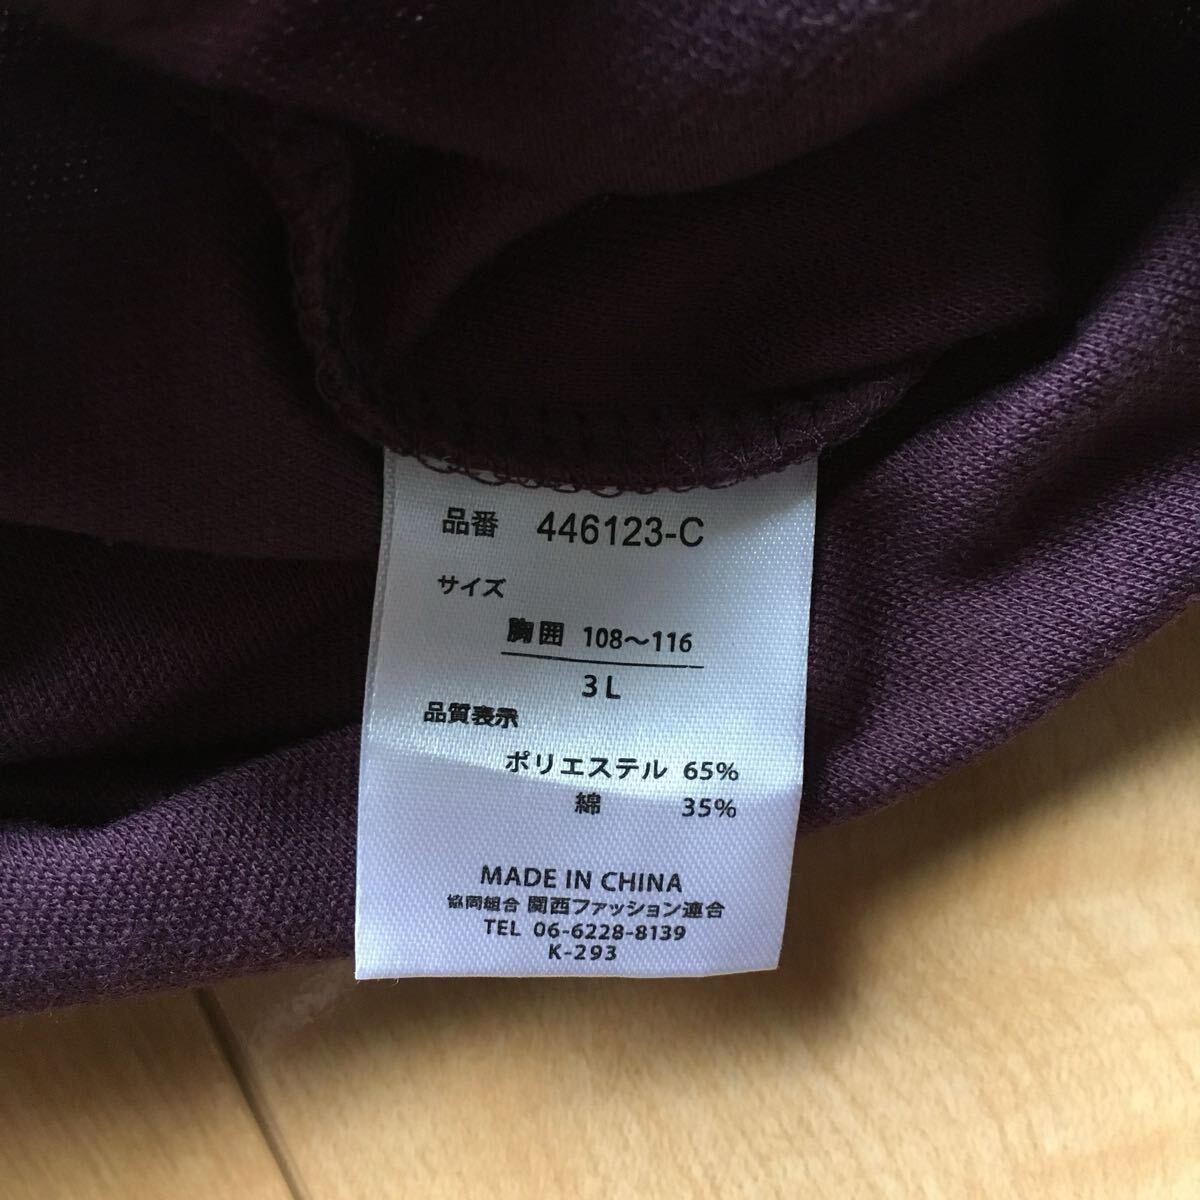 品番 446123-C
サイズ
胸囲 108～116
3L
品質表示
ポリエステル 65%
綿 35%
MADE IN CHINA
協同組合 関西ファッション連合
TEL 06-6228-8139
K-293